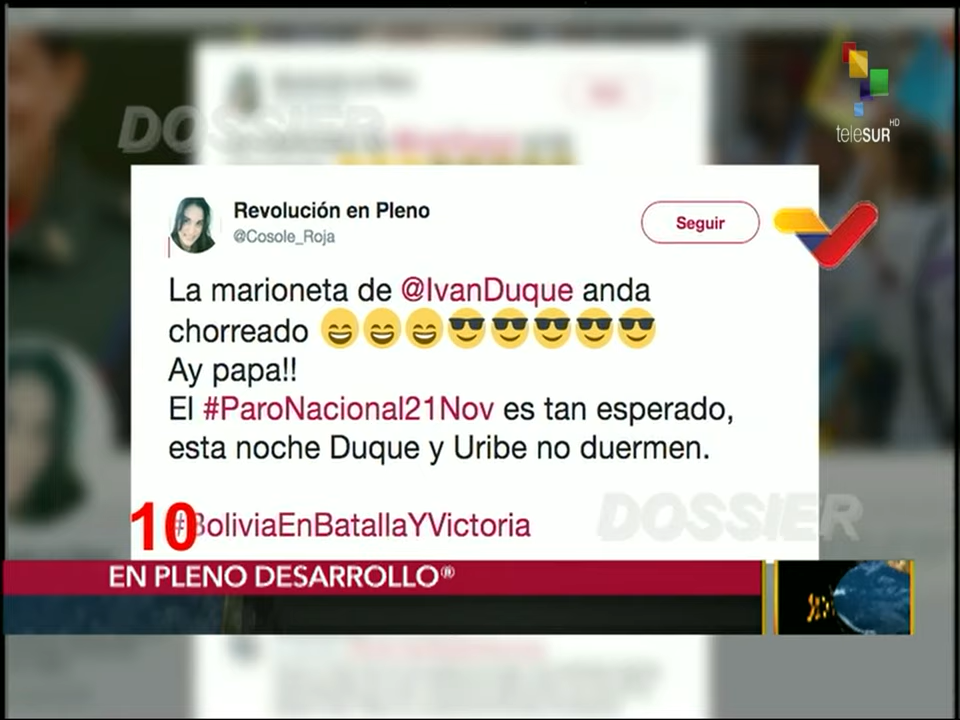 DOSSIER
HD
teleSUR
Revolución en Pleno
@Cosole_Roja
Seguir
La marioneta de @IvanDuque anda
chorreado 😄😄😄😎😎😎😎😎
Ay papa!!
El #ParoNacional21Nov es tan esperado,
esta noche Duque y Uribe no duermen.
DOSSIER
10
#BoliviaEnBatallaYVictoria
EN PLENO DESARROLLO®